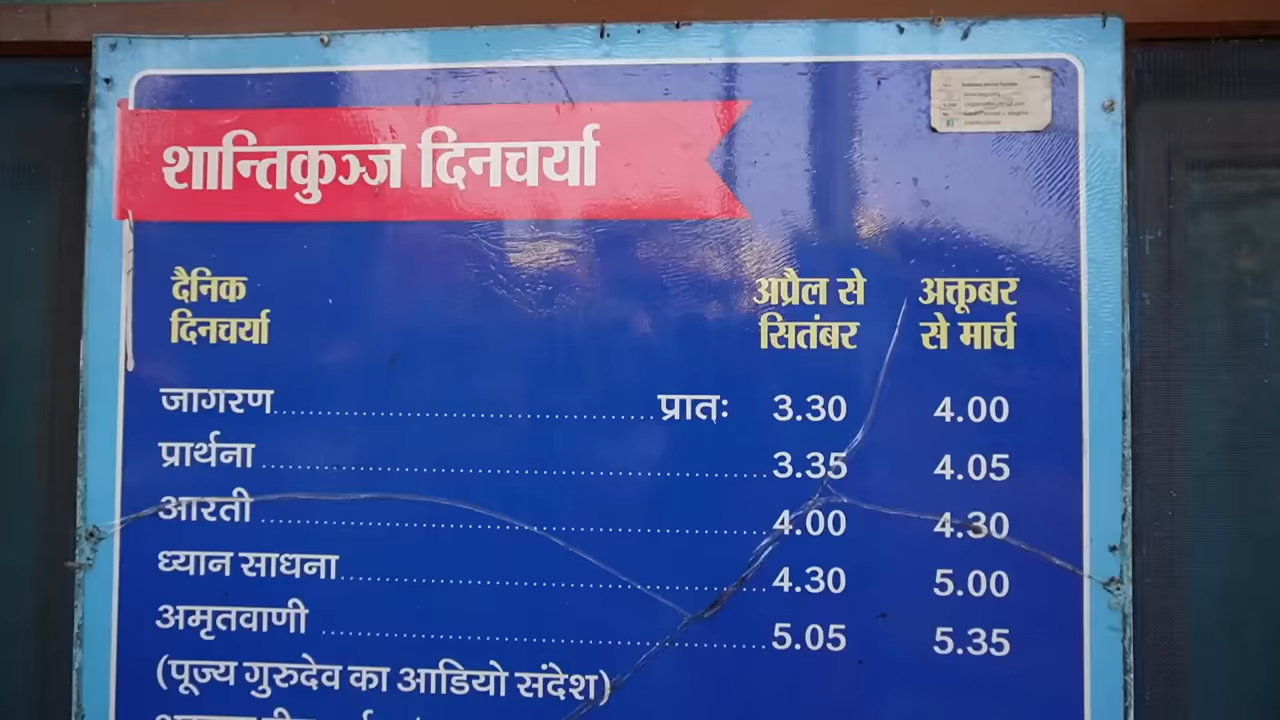 शान्तिकुञ्ज दिनचर्या
दैनिक दिनचर्या
अप्रैल से सितंबर
अक्तूबर से मार्च
जागरण........................................प्रातः 3.30 4.00
प्रार्थना........................................3.35 4.05
आरती........................................4.00 4.30
ध्यान साधना........................................4.30 5.00
अमृतवाणी........................................5.05 5.35
(पूज्य गुरुदेव का आडियो संदेश)